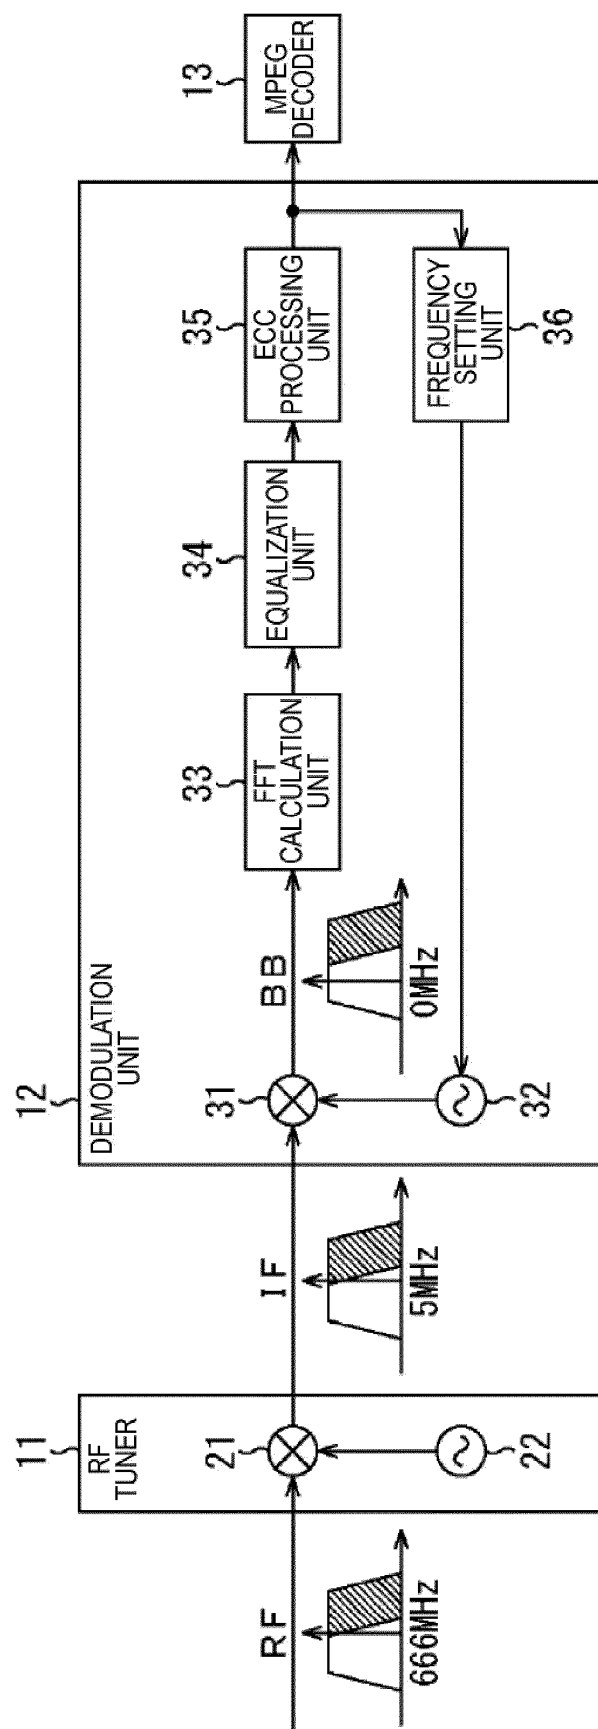 11
RF
TUNER
12
DEMODULATION
UNIT
13
MPEG
DECODER
RF
666MHz
21
22
IF
5MHz
31
32
BB
0MHz
33
FFT
CALCULATION
UNIT
34
EQUALIZATION
UNIT
35
ECC
PROCESSING
UNIT
FREQUENCY
SETTING
UNIT
36